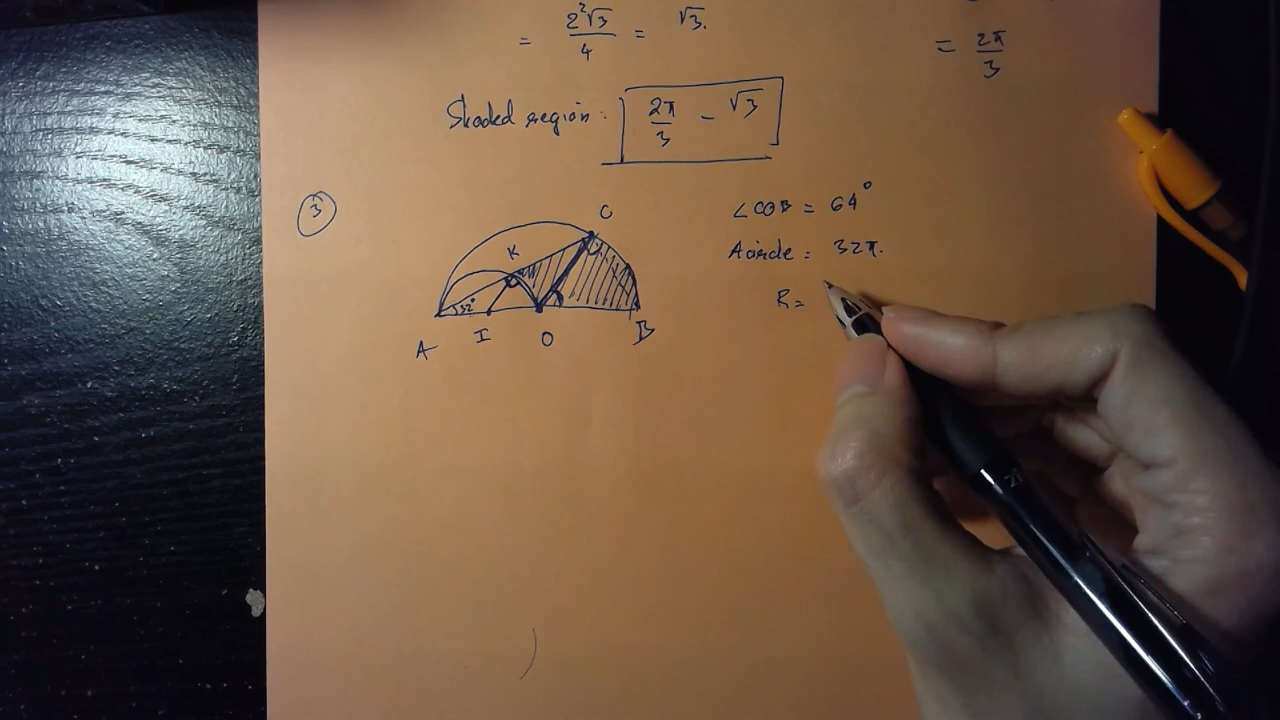 = 2²√3 / 4 = √3.
= 2π / 3
Shaded region : 2π / 3 - √3
3
C
K
32°
A I O B
∠COB = 64°
Acircle = 32π.
R =